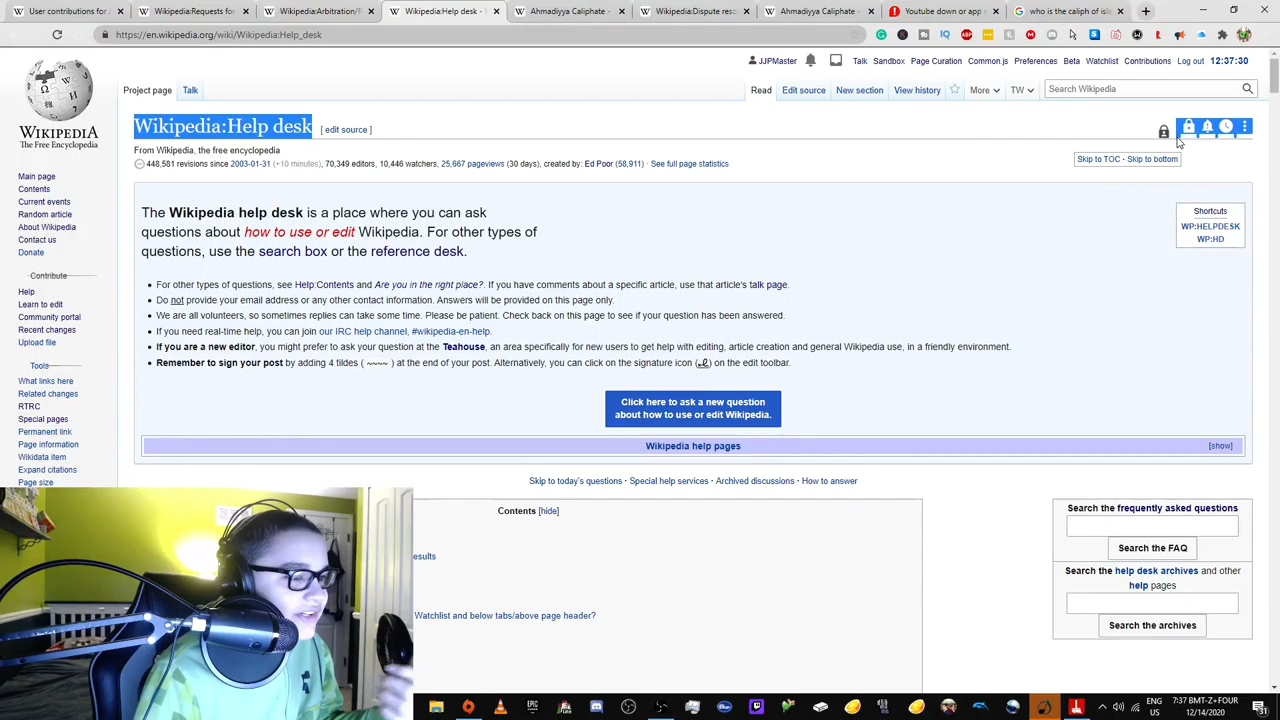 User contributions for
Wikipedia:Requests for
Wikipedia:Arbitration/R
Wikipedia:Help desk - W
Ahmadiya Caliphate -
Wikipedia:Dispute reso
Ahmadiya Caliphate -
Youtube down or app
who is the caliph of isla
https://en.wikipedia.org/wiki/Wikipedia:Help_desk
JJPMaster Talk Sandbox Page Curation Common.js Preferences Beta Watchlist Contributions Log out 12:37:30
Project page Talk Read Edit source New section View history More TW Search Wikipedia
WIKIPEDIA
The Free Encyclopedia
Wikipedia:Help desk [ edit source ]
From Wikipedia, the free encyclopedia
448,581 revisions since 2003-01-31 (+10 minutes), 70,349 editors, 10,446 watchers, 25,667 pageviews (30 days), created by: Ed Poor (58,911) · See full page statistics
Skip to TOC · Skip to bottom
Main page
Contents
Current events
Random article
About Wikipedia
Contact us
Donate
Contribute
Help
Learn to edit
Community portal
Recent changes
Upload file
Tools
What links here
Related changes
RTRC
Special pages
Permanent link
Page information
Wikidata item
Expand citations
Page size
The Wikipedia help desk is a place where you can ask
questions about how to use or edit Wikipedia. For other types of
questions, use the search box or the reference desk.
Shortcuts
WP:HELPDESK
WP:HD
For other types of questions, see Help:Contents and Are you in the right place?. If you have comments about a specific article, use that article's talk page.
Do not provide your email address or any other contact information. Answers will be provided on this page only.
We are all volunteers, so sometimes replies can take some time. Please be patient. Check back on this page to see if your question has been answered.
If you need real-time help, you can join our IRC help channel, #wikipedia-en-help.
If you are a new editor, you might prefer to ask your question at the Teahouse, an area specifically for new users to get help with editing, article creation and general Wikipedia use, in a friendly environment.
Remember to sign your post by adding 4 tildes ( ~~~~ ) at the end of your post. Alternatively, you can click on the signature icon ( ) on the edit toolbar.
Click here to ask a new question
about how to use or edit Wikipedia.
Wikipedia help pages [show]
Skip to today's questions · Special help services · Archived discussions · How to answer
Contents [hide]
esults
Watchlist and below tabs/above page header?
Search the frequently asked questions
Search the FAQ
Search the help desk archives and other
help pages
Search the archives
EPIC
ENG
US
7:37 BMT-Z+FOUR
12/14/2020